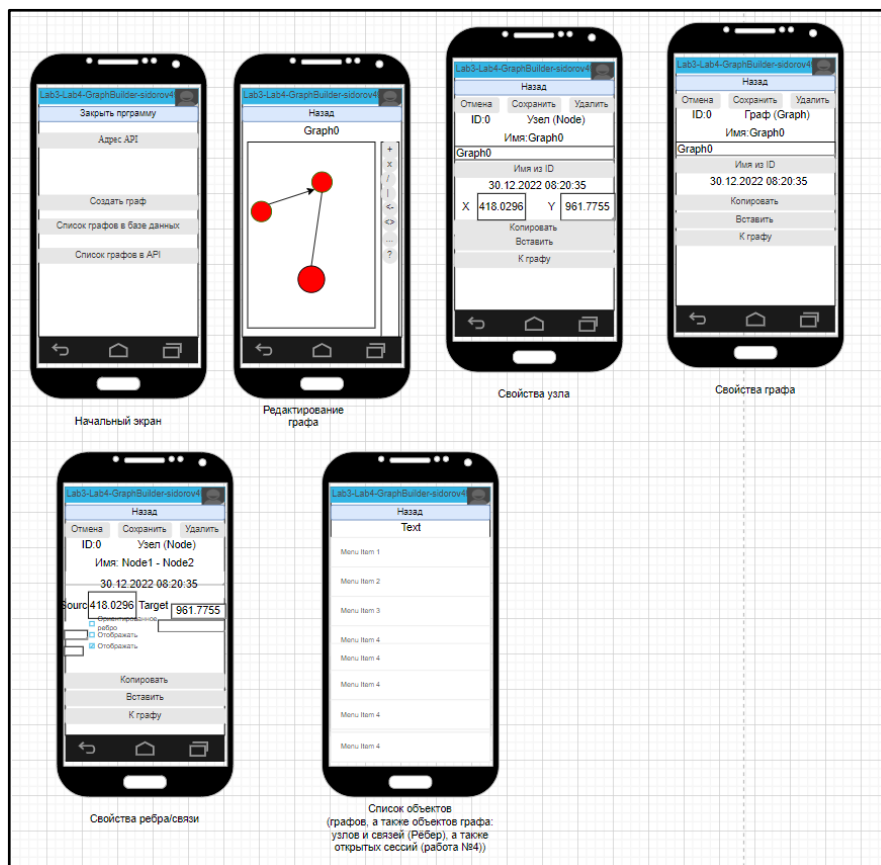 Lab3-Lab4-GraphBuilder-sidorov4
Закрыть прграмму
Адрес API
Создать граф
Список графов в базе данных
Список графов в API
Начальный экран
Lab3-Lab4-GraphBuilder-sidorov4
Назад
Graph0
+
x
/
|
<-
<>
...
?
Редактирование
графа
Lab3-Lab4-GraphBuilder-sidorov4
Назад
Отмена Сохранить Удалить
ID:0 Узел (Node)
Имя:Graph0
Graph0
Имя из ID
30.12.2022 08:20:35
X 418.0296 Y 961.7755
Копировать
Вставить
К графу
Свойства узла
Lab3-Lab4-GraphBuilder-sidorov4
Назад
Отмена Сохранить Удалить
ID:0 Граф (Graph)
Имя:Graph0
Graph0
Имя из ID
30.12.2022 08:20:35
Копировать
Вставить
К графу
Свойства графа
Lab3-Lab4-GraphBuilder-sidorov4
Назад
Отмена Сохранить Удалить
ID:0 Узел (Node)
Имя: Node1 - Node2
30.12.2022 08:20:35
Sourc 418.0296 Target 961.7755
Ориентированное
ребро
Отображать
Отображать
Копировать
Вставить
К графу
Свойства ребра/связи
Lab3-Lab4-GraphBuilder-sidorov4
Назад
Text
Menu Item 1
Menu Item 2
Menu Item 3
Menu Item 4
Menu Item 4
Menu Item 4
Menu Item 4
Menu Item 4
Список объектов
(графов, а также объектов графа:
узлов и связей (Рёбер), а также
открытых сессий (работа №4))